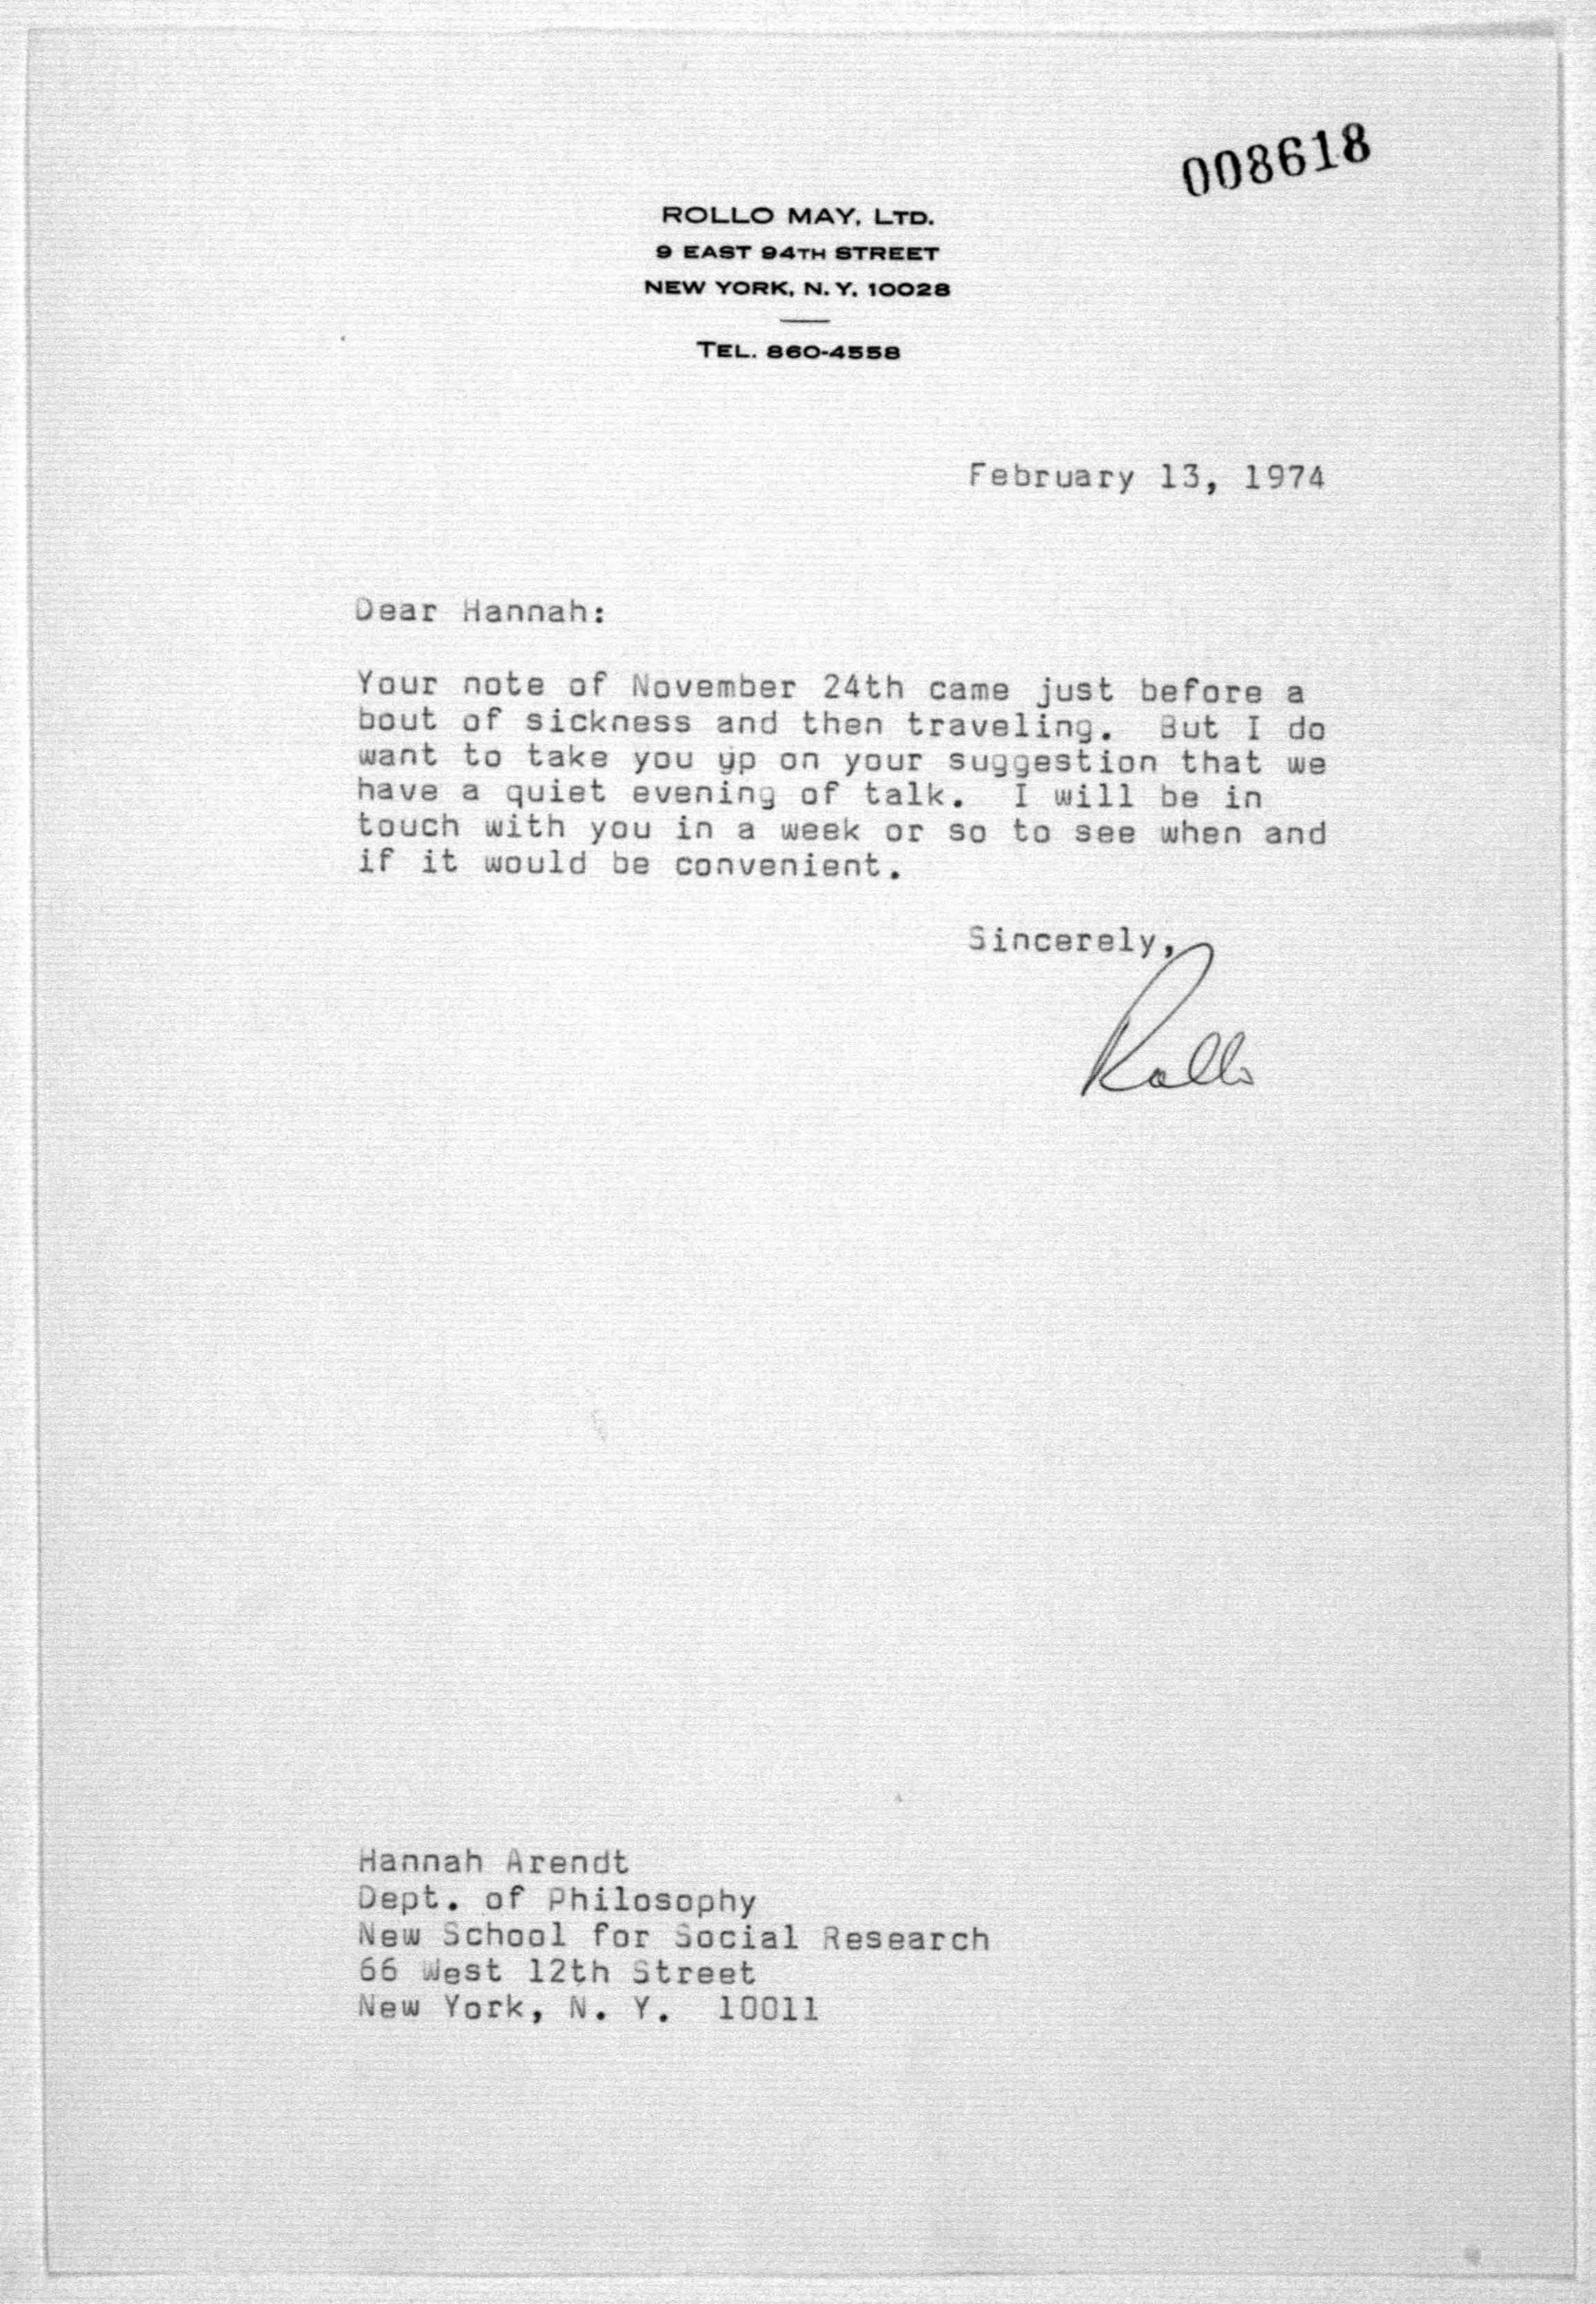 008618
ROLLO MAY, LTD.
9 EAST 94TH STREET
NEW YORK, N. Y. 10028
TEL. 860-4558
February 13, 1974
Dear Hannah:
Your note of November 24th came just before a
bout of sickness and then traveling. But I do
want to take you up on your suggestion that we
have a quiet evening of talk. I will be in
touch with you in a week or so to see when and
if it would be convenient.
Sincerely,
Rollo
Hannah Arendt
Dept. of Philosophy
New School for Social Research
66 West 12th Street
New York, N. Y. 10011